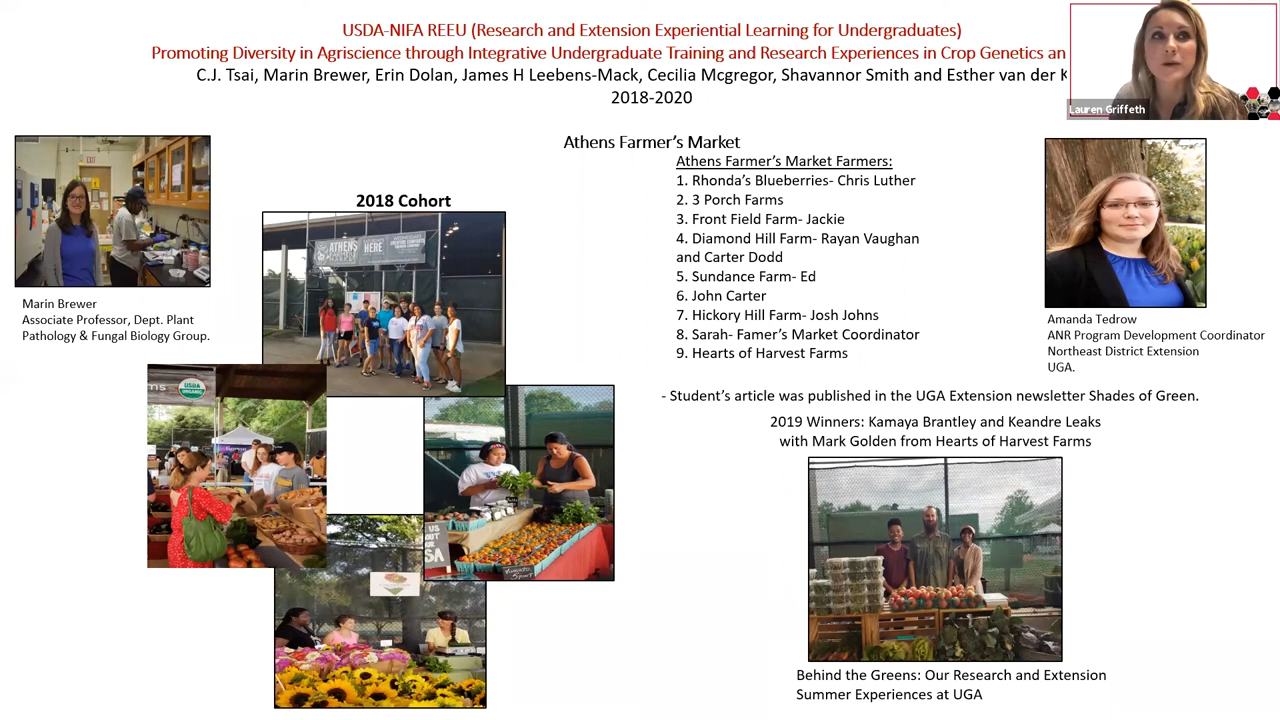 USDA-NIFA REEU (Research and Extension Experiential Learning for Undergraduates)
Promoting Diversity in Agriscience through Integrative Undergraduate Training and Research Experiences in Crop Genetics an
C.J. Tsai, Marin Brewer, Erin Dolan, James H Leebens-Mack, Cecilia Mcgregor, Shavannor Smith and Esther van der K
2018-2020
Lauren Griffeth
Athens Farmer's Market
Marin Brewer
Associate Professor, Dept. Plant
Pathology & Fungal Biology Group.
2018 Cohort
ATHENS
HERE
USDA
ORGANIC
ms
US
OUT
SA
Athens Farmer's Market Farmers:
1. Rhonda's Blueberries- Chris Luther
2. 3 Porch Farms
3. Front Field Farm- Jackie
4. Diamond Hill Farm- Rayan Vaughan
and Carter Dodd
5. Sundance Farm- Ed
6. John Carter
7. Hickory Hill Farm- Josh Johns
8. Sarah- Famer's Market Coordinator
9. Hearts of Harvest Farms
Amanda Tedrow
ANR Program Development Coordinator
Northeast District Extension
UGA.
- Student's article was published in the UGA Extension newsletter Shades of Green.
2019 Winners: Kamaya Brantley and Keandre Leaks
with Mark Golden from Hearts of Harvest Farms
Behind the Greens: Our Research and Extension
Summer Experiences at UGA